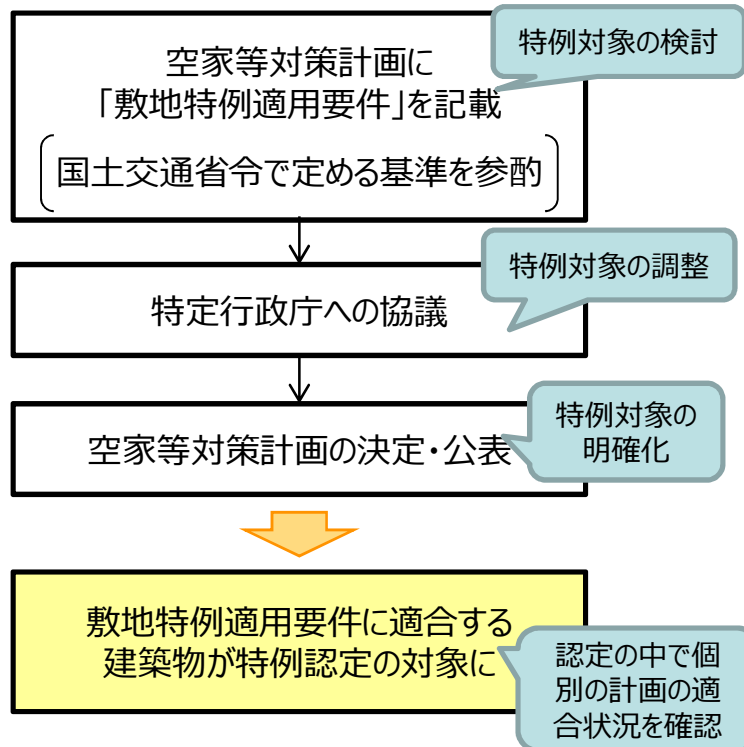 特例対象の検討
空家等対策計画に
「敷地特例適用要件」を記載
国土交通省令で定める基準を参酌
特例対象の調整
特定行政庁への協議
特例対象の
明確化
空家等対策計画の決定・公表
敷地特例適用要件に適合する
建築物が特例認定の対象に
認定の中で個
別の計画の適
合状況を確認